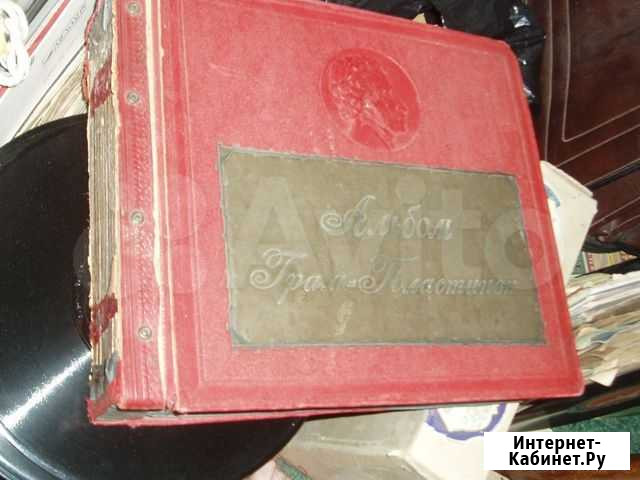 Альбом
Грам-Пластинок
Avito
Интернет-
Кабинет.Ру